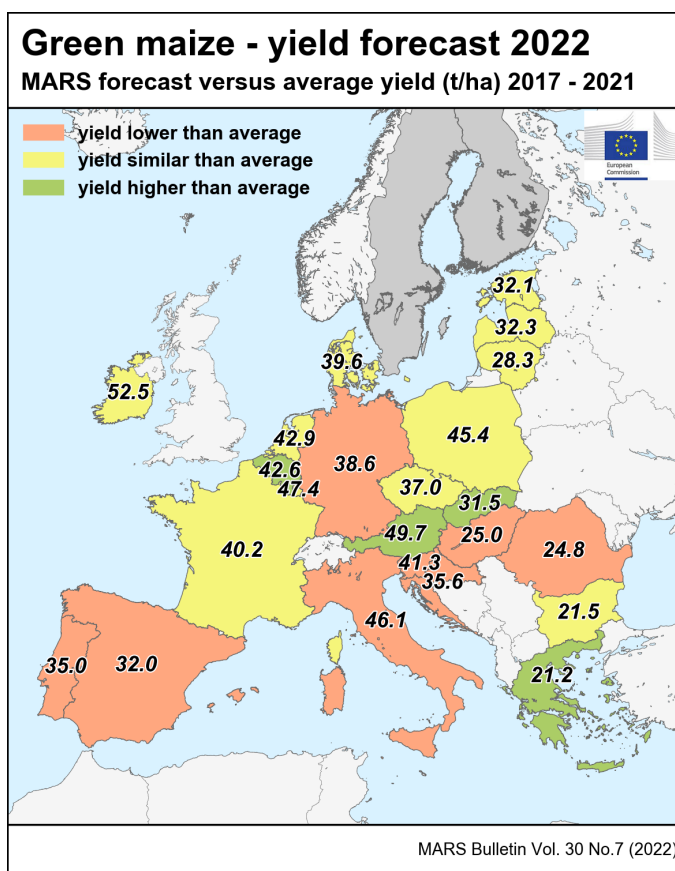 Green maize - yield forecast 2022
MARS forecast versus average yield (t/ha) 2017 - 2021
yield lower than average
yield similar than average
yield higher than average
European
Commission
32.1
32.3
28.3
39.6
52.5
42.9
45.4
38.6
42.6
47.4
37.0
31.5
49.7
25.0
24.8
40.2
41.3
35.6
46.1
21.5
35.0
32.0
21.2
MARS Bulletin Vol. 30 No.7 (2022)